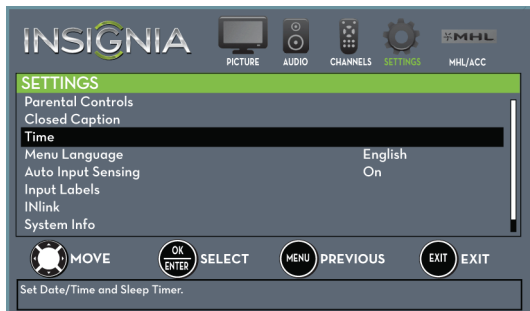 INSIGNIA
PICTURE AUDIO CHANNELS SETTINGS MHL MHL/ACC
SETTINGS
Parental Controls
Closed Caption
Time
Menu Language English
Auto Input Sensing On
Input Labels
INlink
System Info
MOVE OK ENTER SELECT MENU PREVIOUS EXIT EXIT
Set Date/Time and Sleep Timer.